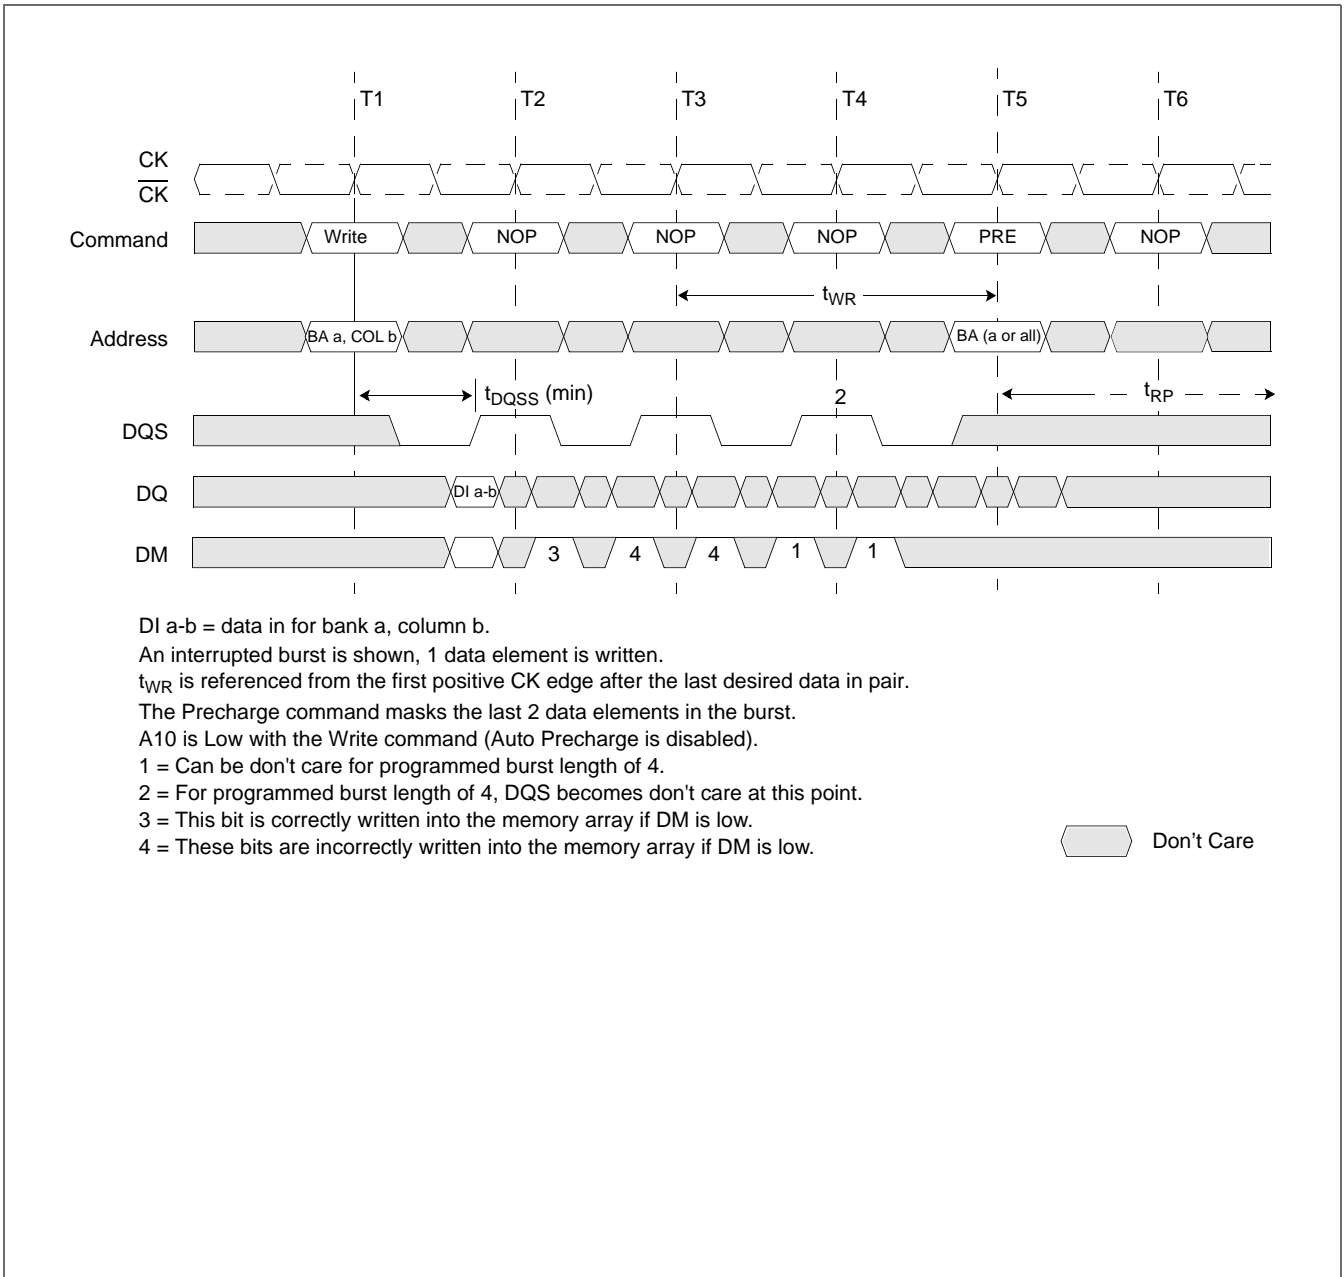 T1 T2 T3 T4 T5 T6
CK
CK
Command Write NOP NOP NOP PRE NOP
tWR
Address BA a, COL b BA (a or all)
tDQSS (min) 2 tRP
DQS
DQ DI a-b
DM 3 4 4 1 1
DI a-b = data in for bank a, column b.
An interrupted burst is shown, 1 data element is written.
tWR is referenced from the first positive CK edge after the last desired data in pair.
The Precharge command masks the last 2 data elements in the burst.
A10 is Low with the Write command (Auto Precharge is disabled).
1 = Can be don't care for programmed burst length of 4.
2 = For programmed burst length of 4, DQS becomes don't care at this point.
3 = This bit is correctly written into the memory array if DM is low.
4 = These bits are incorrectly written into the memory array if DM is low.
Don't Care